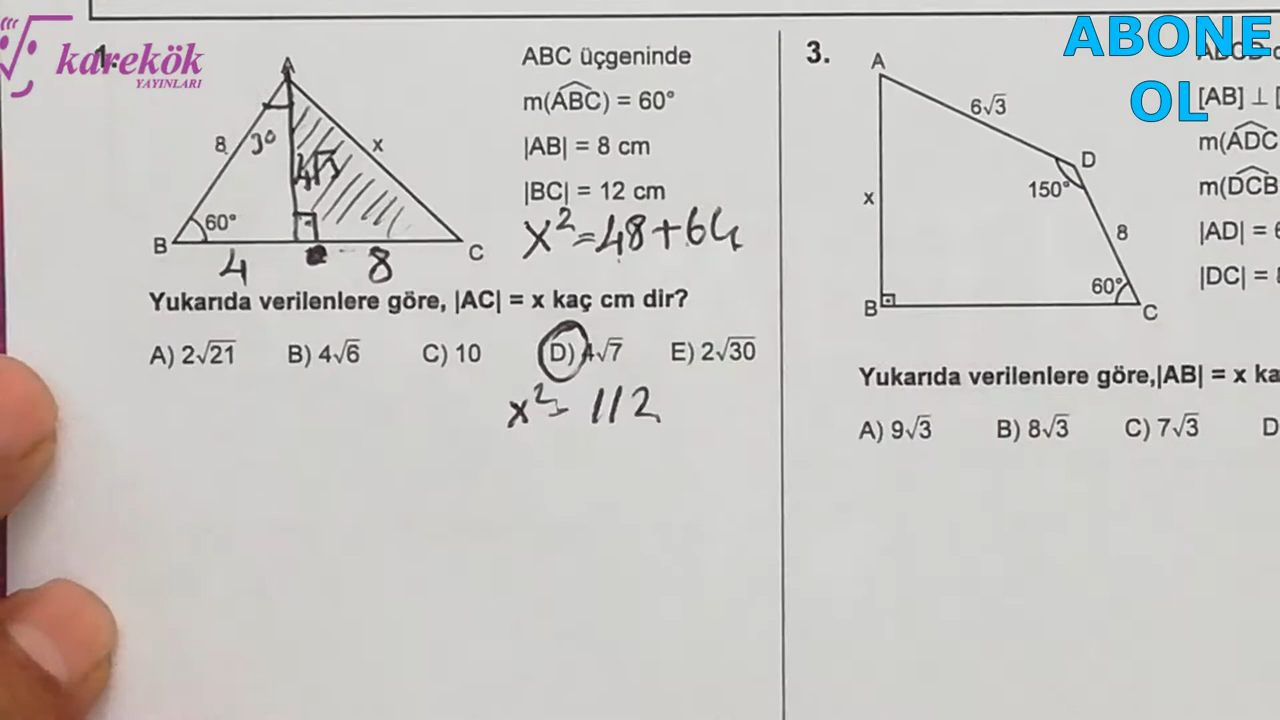 karekök
YAYINLARI
ABONE
OL
1.
A
8
30
x
4√3
60°
B
4
8
C
ABC üçgeninde
m(ABC) = 60°
|AB| = 8 cm
|BC| = 12 cm
x²=48+64
Yukarıda verilenlere göre, |AC| = x kaç cm dir?
A) 2√21 B) 4√6 C) 10 D) 4√7 E) 2√30
x²= 112
3.
A
6√3
D
150°
x
8
60°
B
C
ABCD
[AB] ⊥ [
m(ADC
m(DCB
|AD| = 6
|DC| = 8
Yukarıda verilenlere göre,|AB| = x ka
A) 9√3 B) 8√3 C) 7√3 D